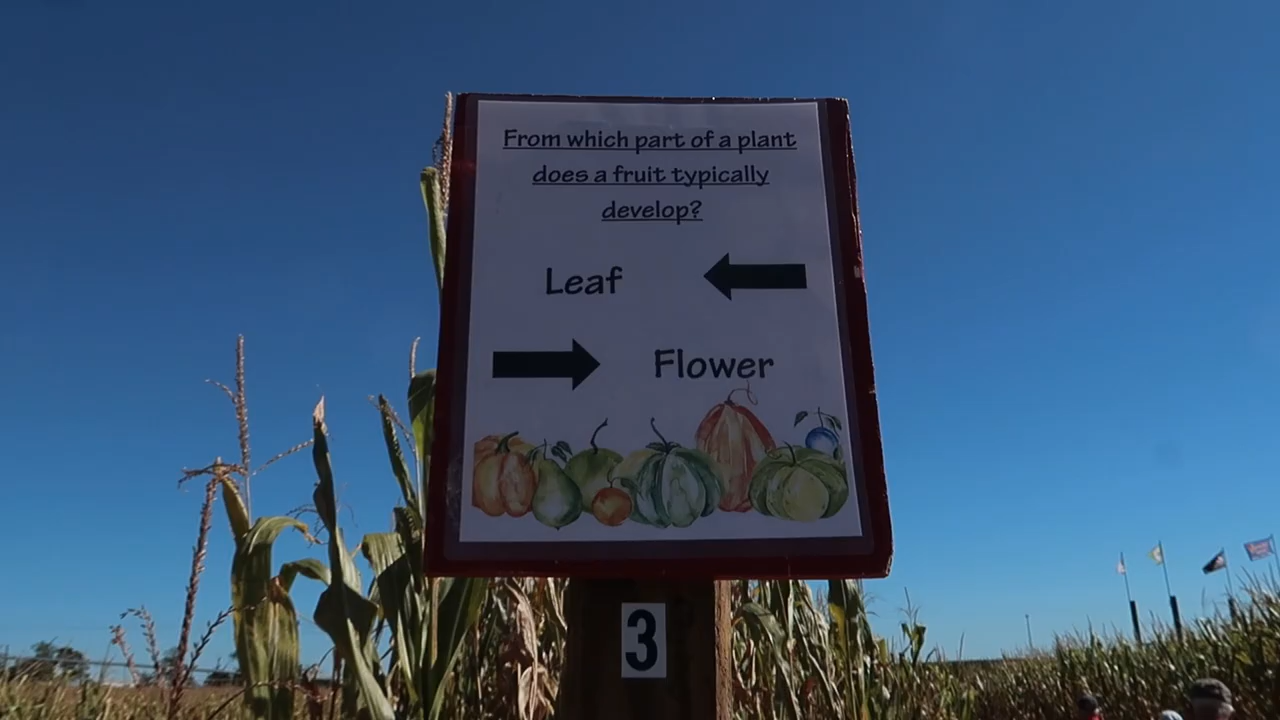 From which part of a plant
does a fruit typically
develop?
Leaf
Flower
3